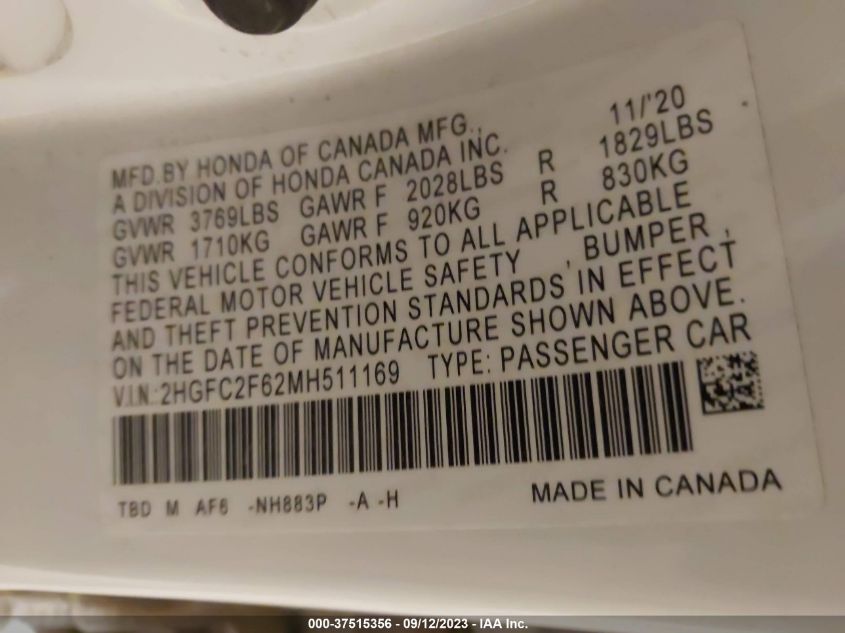 MFD.BY HONDA OF CANADA MFG., 11/'20
A DIVISION OF HONDA CANADA INC.
GVWR 3769LBS GAWR F 2028LBS R 1829LBS
GVWR 1710KG GAWR F 920KG R 830KG
THIS VEHICLE CONFORMS TO ALL APPLICABLE
FEDERAL MOTOR VEHICLE SAFETY , BUMPER ,
AND THEFT PREVENTION STANDARDS IN EFFECT
ON THE DATE OF MANUFACTURE SHOWN ABOVE.
V.I.N.:2HGFC2F62MH511169 TYPE: PASSENGER CAR
TBD M AF6 -NH883P -A -H MADE IN CANADA
000-37515356 - 09/12/2023 - IAA Inc.